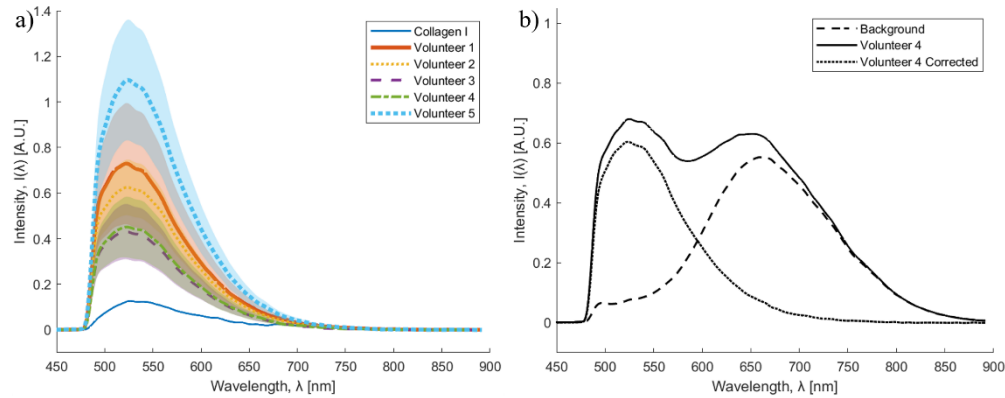 a)
1.4
1.2
1
0.8
0.6
0.4
0.2
0
Intensity, I(λ) [A.U.]
450 500 550 600 650 700 750 800 850 900
Wavelength, λ [nm]
Collagen I
Volunteer 1
Volunteer 2
Volunteer 3
Volunteer 4
Volunteer 5
b)
1
0.8
0.6
0.4
0.2
0
Intensity, I(λ) [A.U.]
450 500 550 600 650 700 750 800 850 900
Wavelength, λ [nm]
Background
Volunteer 4
Volunteer 4 Corrected